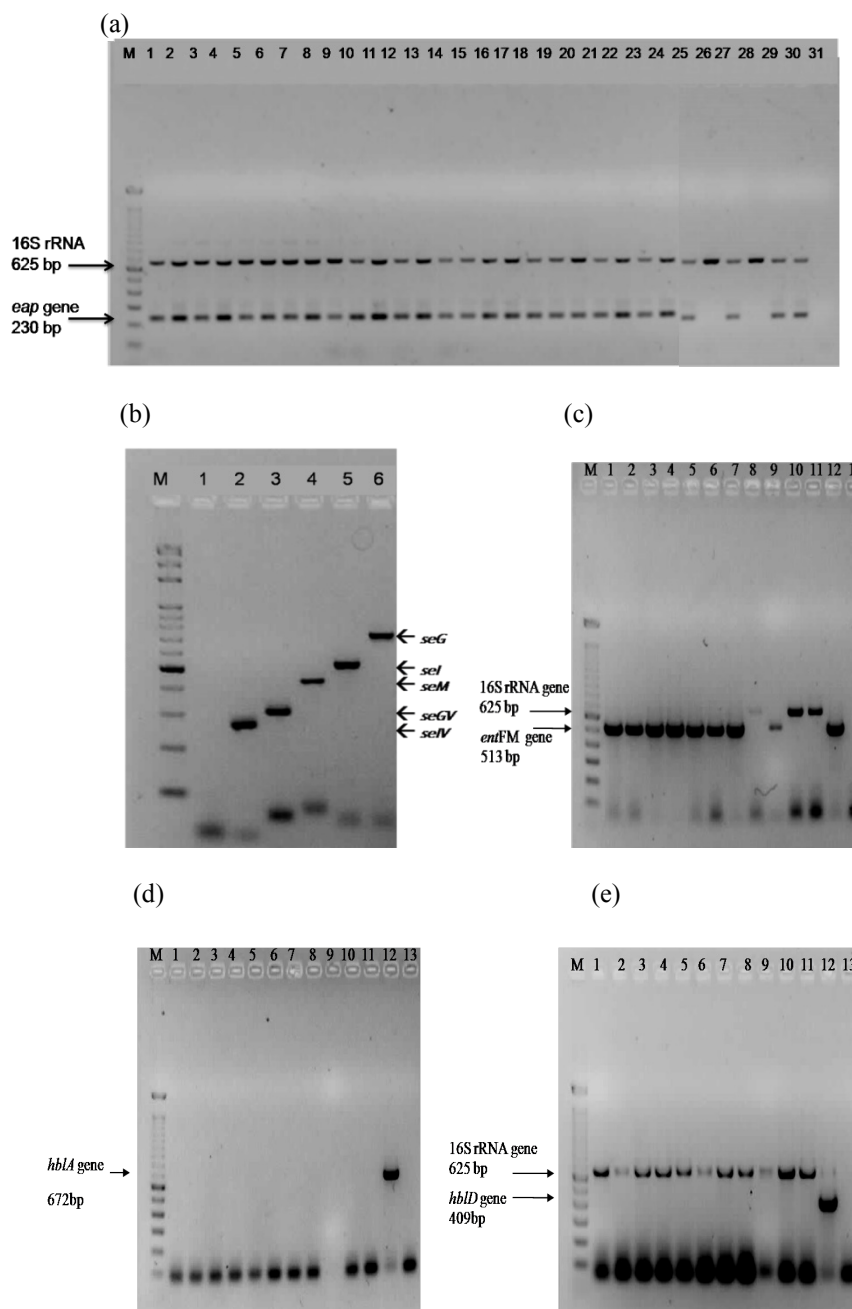 (a)
M 1 2 3 4 5 6 7 8 9 10 11 12 13 14 15 16 17 18 19 20 21 22 23 24 25 26 27 28 29 30 31
16S rRNA
625 bp
eap gene
230 bp
(b)
M 1 2 3 4 5 6
seG
seI
seM
seGV
seIV
(c)
M 1 2 3 4 5 6 7 8 9 10 11 12 1
16S rRNA gene
625 bp
entFM gene
513 bp
(d)
M 1 2 3 4 5 6 7 8 9 10 11 12 13
hblA gene
672bp
(e)
M 1 2 3 4 5 6 7 8 9 10 11 12 13
16S rRNA gene
625 bp
hblD gene
409bp